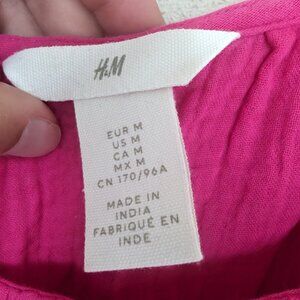 H&M
EUR M
US M
CA M
MX M
CN 170/96A
MADE IN
INDIA
FABRIQUÉ EN
INDE